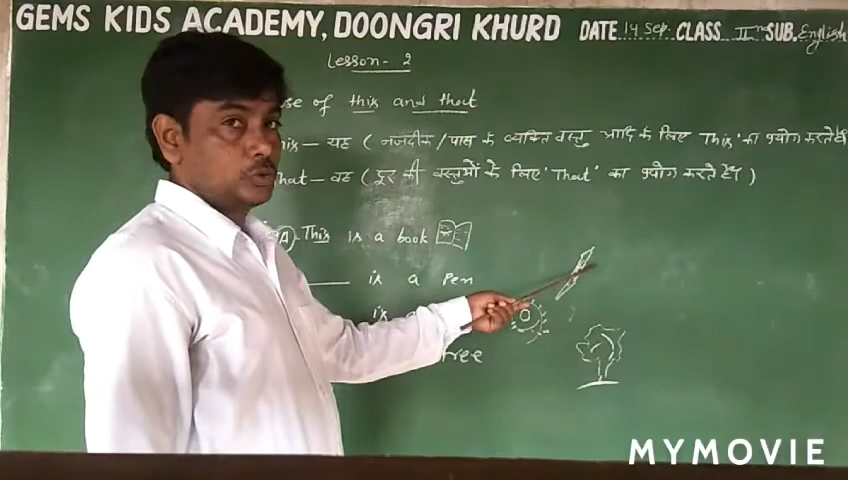 GEMS KIDS ACADEMY, DOONGRI KHURD DATE 14 Sep. CLASS II SUB. English
Lesson - 2
se of this and that
his - यह ( नजदीक / पास के व्यक्ति वस्तु आदि के लिए 'This' का प्रयोग करते है
hat - वह ( दूर की वस्तुओं के लिए 'That' का प्रयोग करते है। )
(A) - This is a book
______ is a Pen
is
Tree
MYMOVIE